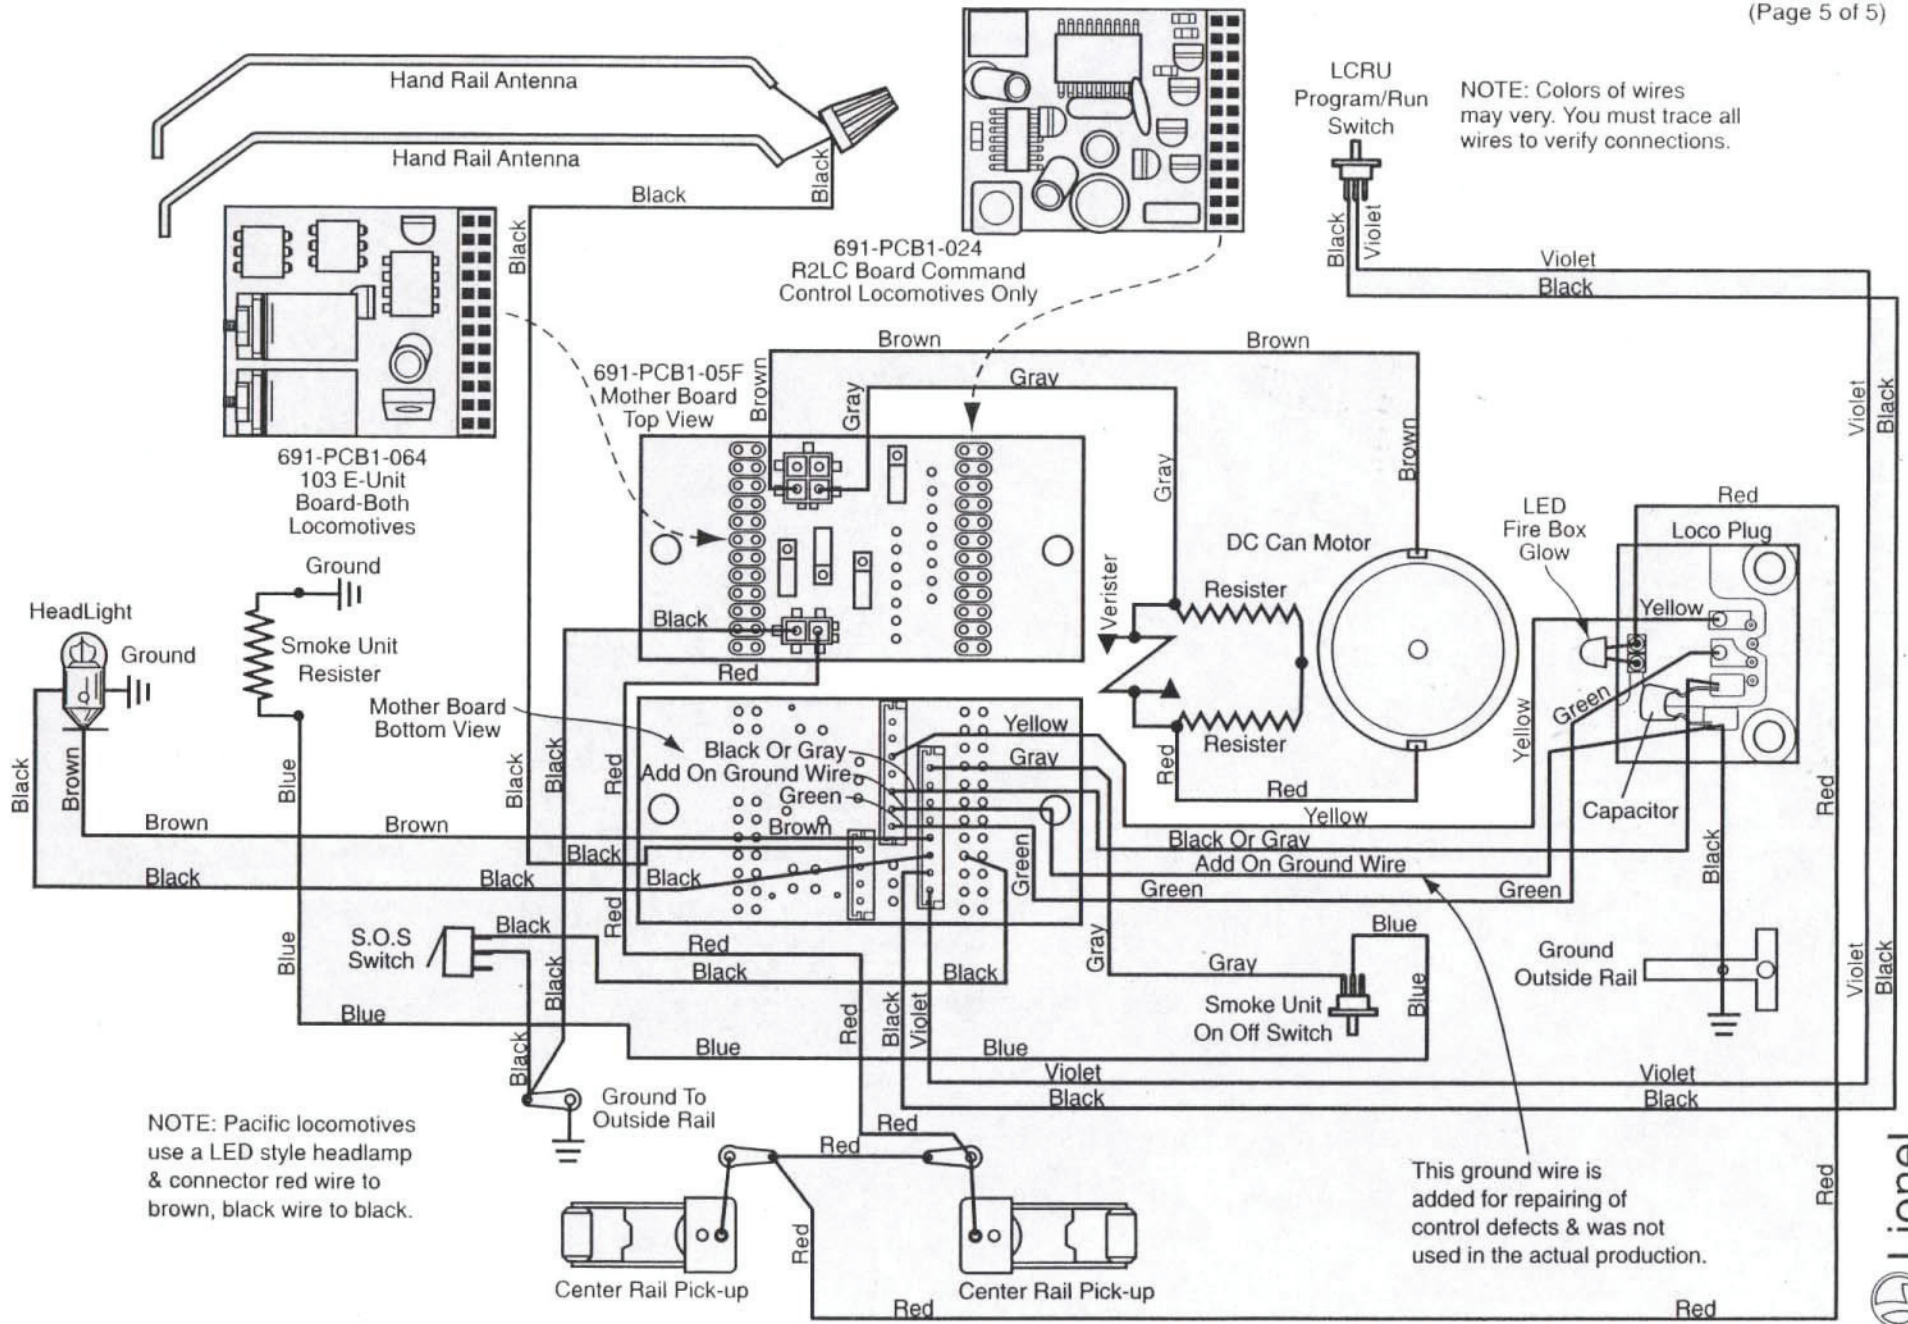 (Page 5 of 5)
Hand Rail Antenna
Hand Rail Antenna
Black
Black
Black
691-PCB1-024
R2LC Board Command
Control Locomotives Only
LCRU
Program/Run
Switch
NOTE: Colors of wires
may very. You must trace all
wires to verify connections.
Black
Violet
Violet
Black
691-PCB1-064
103 E-Unit
Board-Both
Locomotives
691-PCB1-05F
Mother Board
Top View
Brown
Brown
Brown
Gray
Gray
Gray
Brown
Violet
Black
DC Can Motor
LED
Fire Box
Glow
Red
Loco Plug
Ground
HeadLight
Ground
Smoke Unit
Resister
Black
Red
Verister
Resister
Resister
Yellow
Green
Yellow
Capacitor
Mother Board
Bottom View
Yellow
Black Or Gray
Gray
Add On Ground Wire
Green
Brown
Red
Red
Yellow
Black Or Gray
Add On Ground Wire
Green
Green
Green
Black
Red
Black
Brown
Blue
Black
Black
Red
Brown
Brown
Black
Black
Black
Black
S.O.S
Switch
Black
Blue
Black
Red
Red
Black
Black
Gray
Gray
Blue
Blue
Smoke Unit
On Off Switch
Ground
Outside Rail
Violet
Black
Blue
Blue
Blue
Red
Black
Violet
Violet
Violet
Black
Black
Black
Ground To
Outside Rail
NOTE: Pacific locomotives
use a LED style headlamp
& connector red wire to
brown, black wire to black.
Red
Red
Red
Red
This ground wire is
added for repairing of
control defects & was not
used in the actual production.
Center Rail Pick-up
Center Rail Pick-up
Red
Red
Lionel